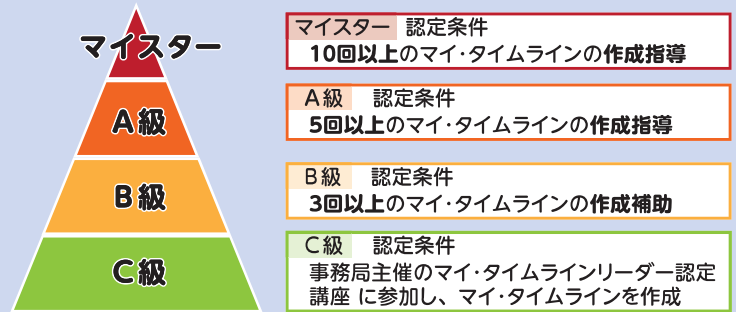 マイスター
A級
B級
C級
マイスター 認定条件
10回以上のマイ・タイムラインの作成指導
A級 認定条件
5回以上のマイ・タイムラインの作成指導
B級 認定条件
3回以上のマイ・タイムラインの作成補助
C級 認定条件
事務局主催のマイ・タイムラインリーダー認定
講座 に参加し、マイ・タイムラインを作成